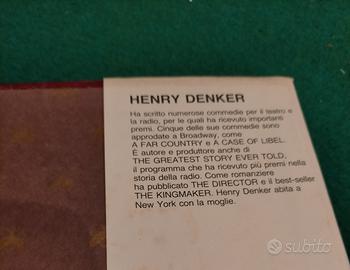 HENRY DENKER
Ha scritto numerose commedie per il teatro e
la radio, per le quali ha ricevuto importanti
premi. Cinque delle sue commedie sono
approdate a Broadway, come
A FAR COUNTRY e A CASE OF LIBEL.
È autore e produttore anche di
THE GREATEST STORY EVER TOLD,
il programma che ha ricevuto più premi nella
storia della radio. Come romanziere
ha pubblicato THE DIRECTOR e il best-seller
THE KINGMAKER. Henry Denker abita a
New York con la moglie.
subito